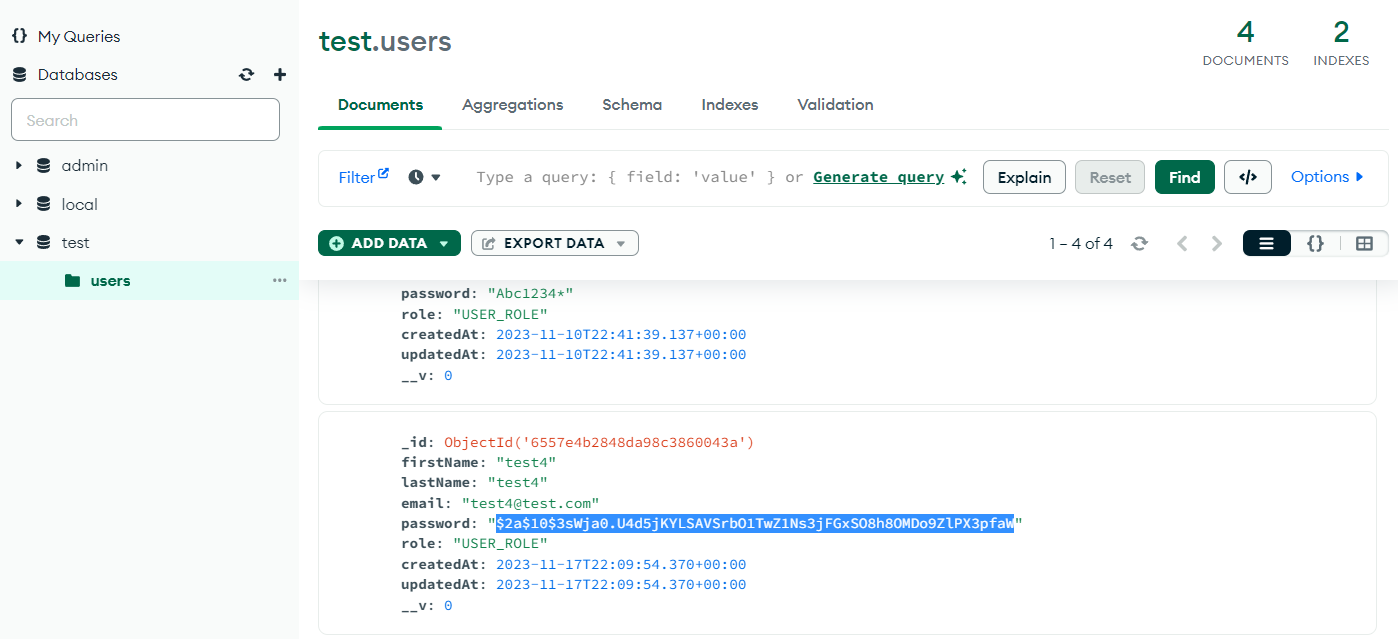 {} My Queries
Databases
Search
admin
local
test
users
test.users
4 DOCUMENTS
2 INDEXES
Documents Aggregations Schema Indexes Validation
Filter Type a query: { field: 'value' } or Generate query Explain Reset Find </> Options
ADD DATA EXPORT DATA 1 – 4 of 4 {}
password: "Abc1234*"
role: "USER_ROLE"
createdAt: 2023-11-10T22:41:39.137+00:00
updatedAt: 2023-11-10T22:41:39.137+00:00
__v: 0
_id: ObjectId('6557e4b2848da98c3860043a')
firstName: "test4"
lastName: "test4"
email: "test4@test.com"
password: "$2a$10$3sWja0.U4d5jKYLSAVSrbO1TwZ1Ns3jFGxSO8h8OMDo9ZlPX3pfaW"
role: "USER_ROLE"
createdAt: 2023-11-17T22:09:54.370+00:00
updatedAt: 2023-11-17T22:09:54.370+00:00
__v: 0